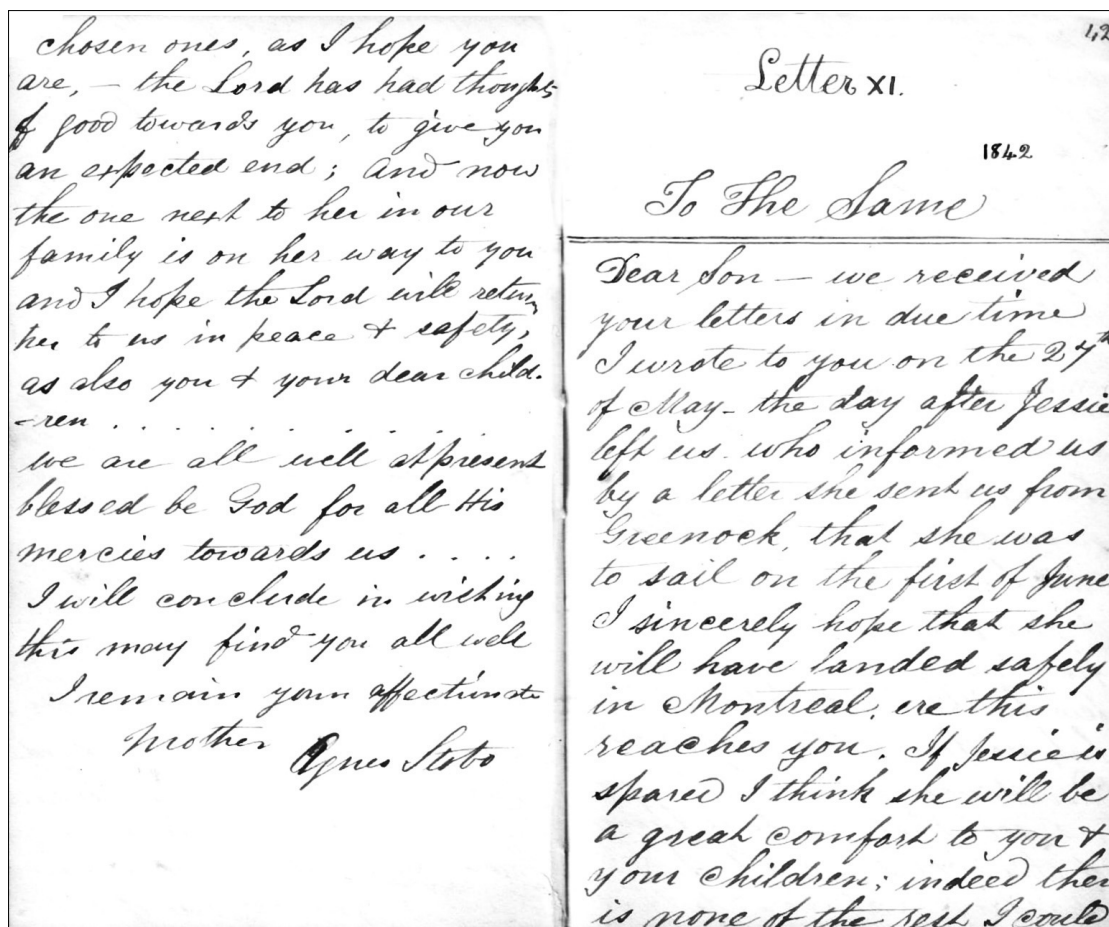 chosen ones, as I hope you
are, — the Lord has had thoughts
of good towards you, to give you
an expected end; and now
the one next to her in our
family is on her way to you
and I hope the Lord will return
her to us in peace & safety,
as also you & your dear child-
-ren . . . . . . . .
we are all well at present
blessed be God for all His
mercies towards us . . . .
I will conclude in wishing
this may find you all well
I remain your affectionate
Mother Agnes Stobo
42
Letter XI.
1842
To The Same
Dear Son — we received
your letters in due time
I wrote to you on the 27th
of May - the day after Jessie
left us. who informed us
by a letter she sent us from
Greenock, that she was
to sail on the first of June
I sincerely hope that she
will have landed safely
in Montreal. ere this
reaches you. If Jessie is
spared I think she will be
a great comfort to you &
your children; indeed ther
is none of the rest I could